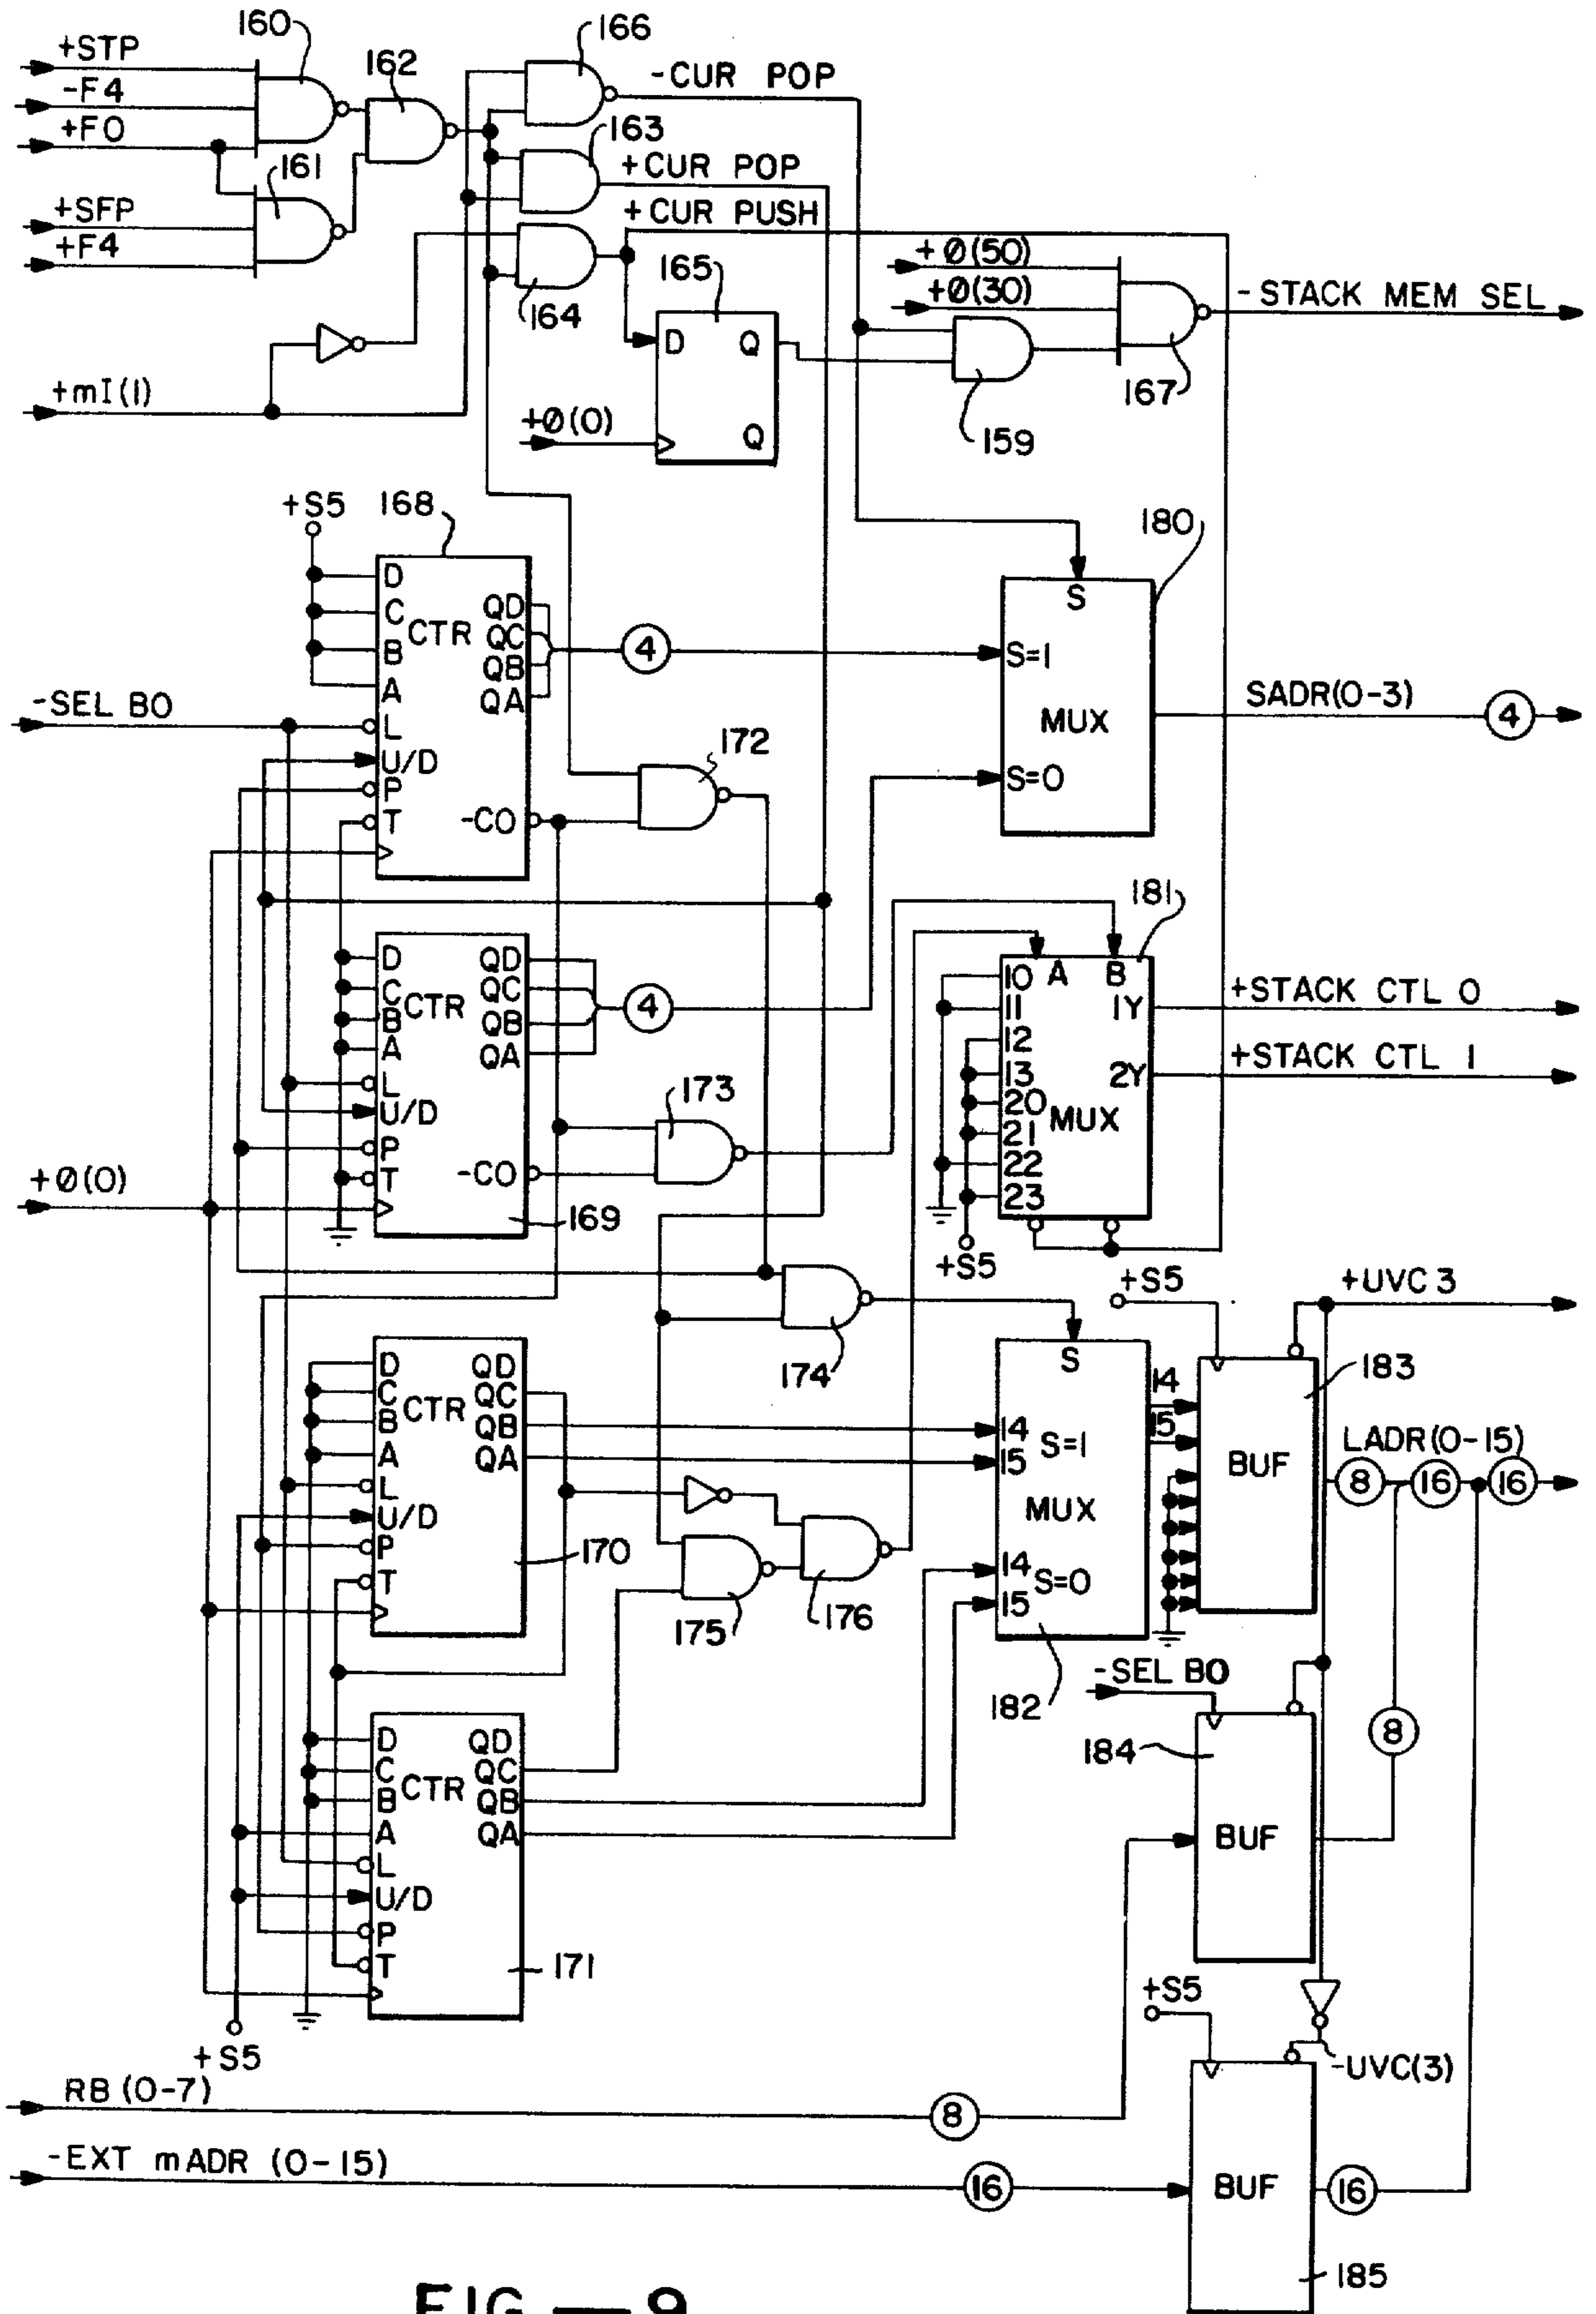 160
166
+STP
162
-CUR POP
-F4
+F0
163
161
+CUR POP
+SFP
+CUR PUSH
+F4
+Ø(50)
165
-STACK MEM SEL
+Ø(30)
164
D Q
+mI(1)
167
+Ø(0)
Q
159
+S5
168
180
D
S
C QD
CTR QC
B QB
4
S=1
A QA
-SEL BO
L
SADR(0-3)
4
MUX
172
U/D
P
S=0
T -CO
181
D QD
A B
10
C QC
CTR
4
11
1Y
+STACK CTL 0
B QB
12
A QA
13
2Y
+STACK CTL 1
L
173
20
MUX
U/D
21
P
22
+Ø(0)
T -CO
23
169
+S5
+S5
+UVC 3
D QD
174
S
183
C QC
14
CTR
B QB
14
15
LADR(0-15)
A QA
S=1
15
BUF
8
16
16
L
MUX
U/D
P
170
14
T
S=0
175
176
15
-SEL BO
182
D QD
8
C QC
184
CTR
B QB
A QA
BUF
L
U/D
P
T
171
+S5
+S5
-UVC(3)
RB (0-7)
8
-EXT mADR (0-15)
16
BUF
16
185
FIG — 9